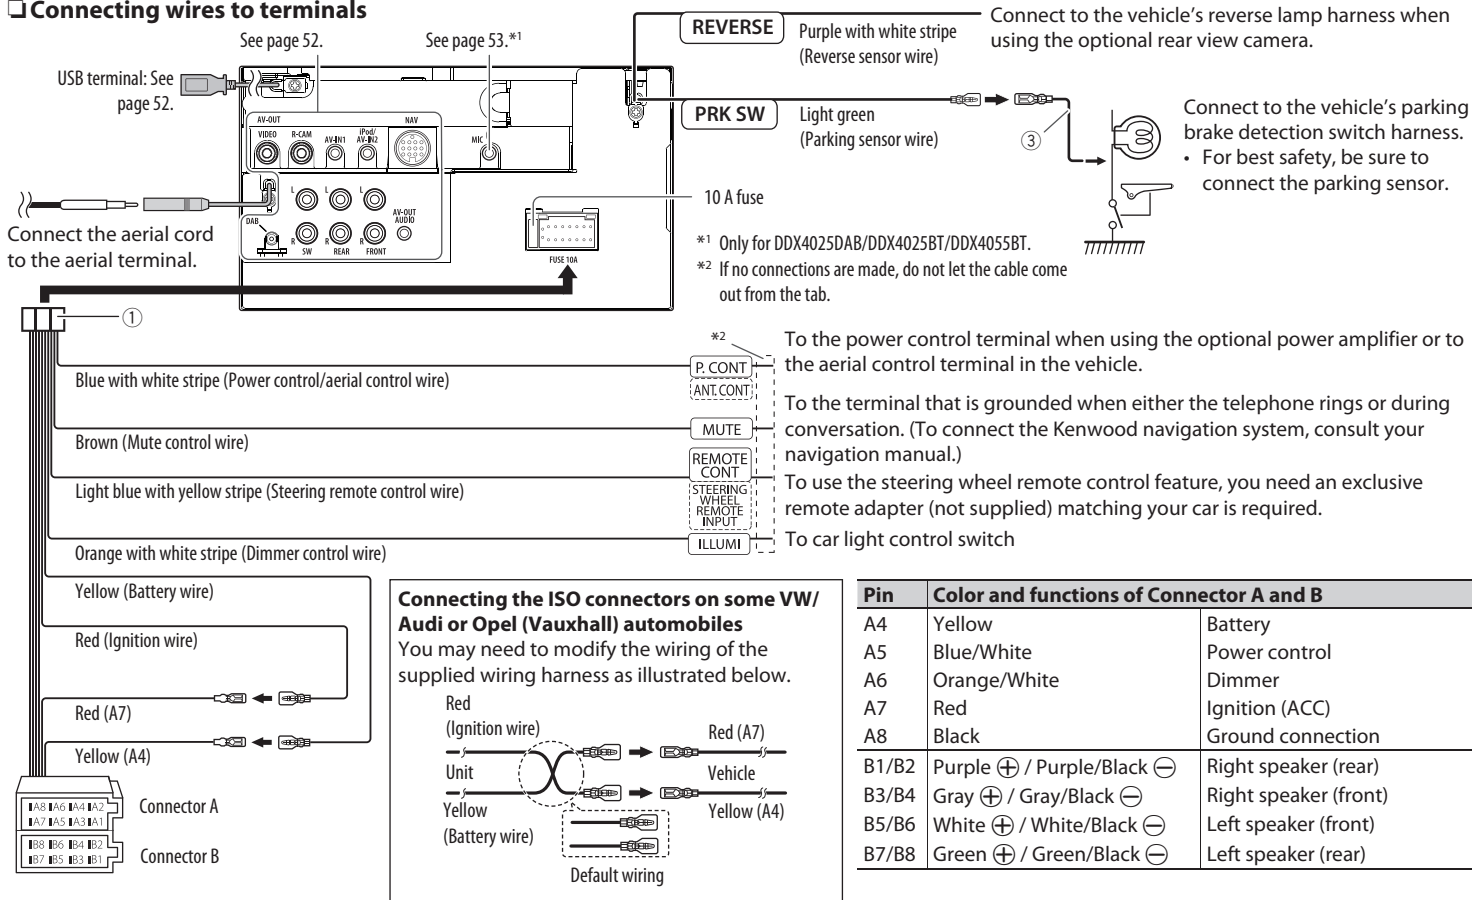 ❏ Connecting wires to terminals
See page 52.
See page 53.*1
USB terminal: See
page 52.
REVERSE
Purple with white stripe
(Reverse sensor wire)
Connect to the vehicle's reverse lamp harness when
using the optional rear view camera.
PRK SW
Light green
(Parking sensor wire)
③
Connect to the vehicle's parking
brake detection switch harness.
• For best safety, be sure to
connect the parking sensor.
AV-OUT
VIDEO
R-CAM
AV-IN1
iPod/
AV-IN2
NAV
MIC
L
L
L
DAB
R
R
R
SW
REAR
FRONT
AV-OUT
AUDIO
FUSE 10A
10 A fuse
Connect the aerial cord
to the aerial terminal.
*1 Only for DDX4025DAB/DDX4025BT/DDX4055BT.
*2 If no connections are made, do not let the cable come
out from the tab.
①
*2
Blue with white stripe (Power control/aerial control wire)
P. CONT
ANT. CONT
To the power control terminal when using the optional power amplifier or to
the aerial control terminal in the vehicle.
Brown (Mute control wire)
MUTE
To the terminal that is grounded when either the telephone rings or during
conversation. (To connect the Kenwood navigation system, consult your
navigation manual.)
Light blue with yellow stripe (Steering remote control wire)
REMOTE
CONT
STEERING
WHEEL
REMOTE
INPUT
To use the steering wheel remote control feature, you need an exclusive
remote adapter (not supplied) matching your car is required.
Orange with white stripe (Dimmer control wire)
ILLUMI
To car light control switch
Yellow (Battery wire)
Red (Ignition wire)
Red (A7)
Yellow (A4)
A8 A6 A4 A2
A7 A5 A3 A1
Connector A
B8 B6 B4 B2
B7 B5 B3 B1
Connector B
Connecting the ISO connectors on some VW/
Audi or Opel (Vauxhall) automobiles
You may need to modify the wiring of the
supplied wiring harness as illustrated below.
Red
(Ignition wire)
Red (A7)
Unit
Vehicle
Yellow
(Battery wire)
Yellow (A4)
Default wiring
Pin Color and functions of Connector A and B
A4 Yellow Battery
A5 Blue/White Power control
A6 Orange/White Dimmer
A7 Red Ignition (ACC)
A8 Black Ground connection
B1/B2 Purple ⊕ / Purple/Black ⊖ Right speaker (rear)
B3/B4 Gray ⊕ / Gray/Black ⊖ Right speaker (front)
B5/B6 White ⊕ / White/Black ⊖ Left speaker (front)
B7/B8 Green ⊕ / Green/Black ⊖ Left speaker (rear)